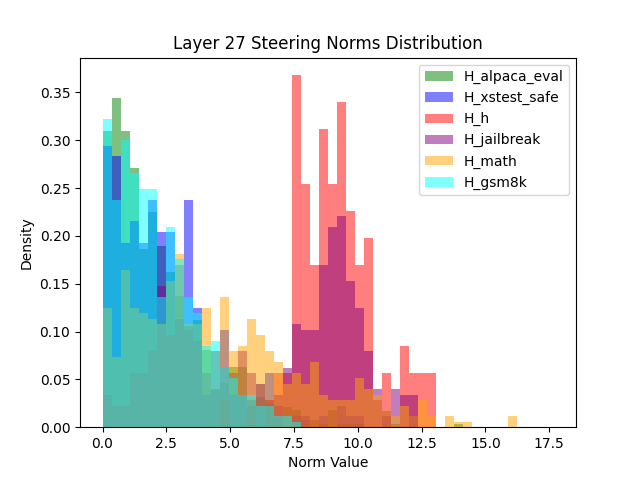 Layer 27 Steering Norms Distribution
H_alpaca_eval
H_xstest_safe
H_h
H_jailbreak
H_math
H_gsm8k
Density
0.35
0.30
0.25
0.20
0.15
0.10
0.05
0.00
0.0 2.5 5.0 7.5 10.0 12.5 15.0 17.5
Norm Value